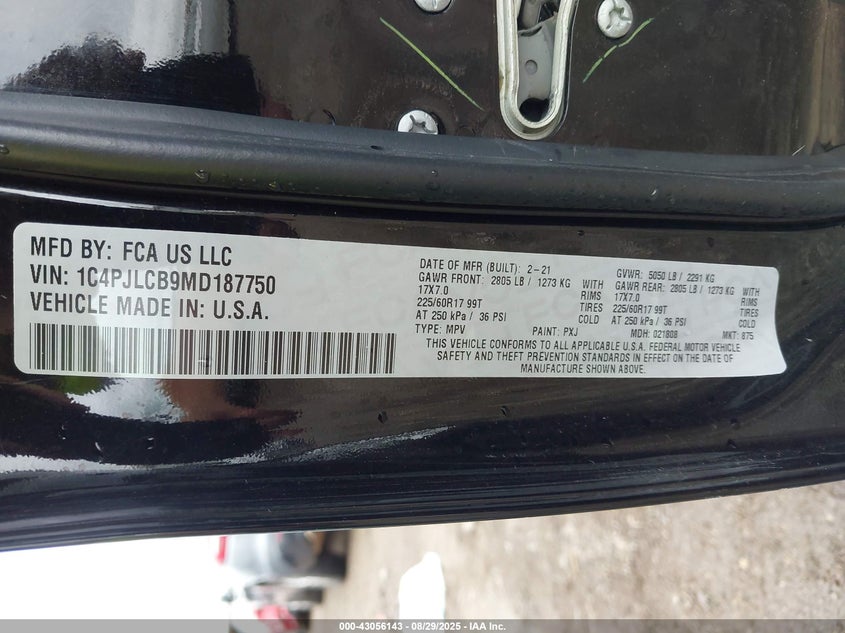 MFD BY: FCA US LLC
VIN: 1C4PJLCB9MD187750
VEHICLE MADE IN: U.S.A.
DATE OF MFR (BUILT): 2-21 GVWR: 5050 LB / 2291 KG
GAWR FRONT: 2805 LB / 1273 KG WITH GAWR REAR: 2805 LB / 1273 KG WITH
17X7.0 RIMS 17X7.0 RIMS
225/60R17 99T TIRES 225/60R17 99T TIRES
AT 250 kPa / 36 PSI COLD AT 250 kPa / 36 PSI COLD
TYPE: MPV PAINT: PXJ MDH: 021808 MKT: 875
THIS VEHICLE CONFORMS TO ALL APPLICABLE U.S.A. FEDERAL MOTOR VEHICLE
SAFETY AND THEFT PREVENTION STANDARDS IN EFFECT ON THE DATE OF
MANUFACTURE SHOWN ABOVE.
000-43056143 - 08/29/2025 - IAA Inc.